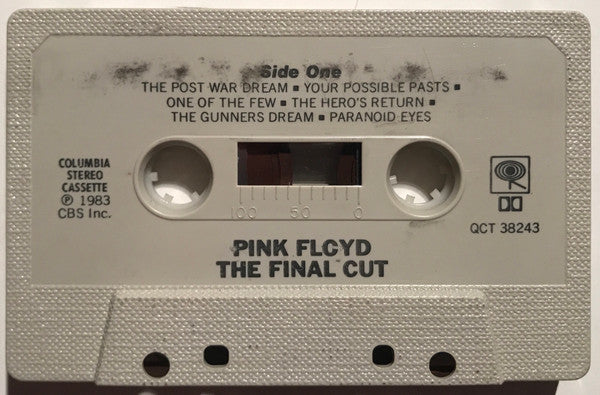 Side One
THE POST WAR DREAM ▪ YOUR POSSIBLE PASTS ▪
ONE OF THE FEW ▪ THE HERO'S RETURN ▪
THE GUNNERS DREAM ▪ PARANOID EYES
COLUMBIA
STEREO
CASSETTE
℗ 1983
CBS Inc.
100 50 0
QCT 38243
PINK FLOYD
THE FINAL CUT